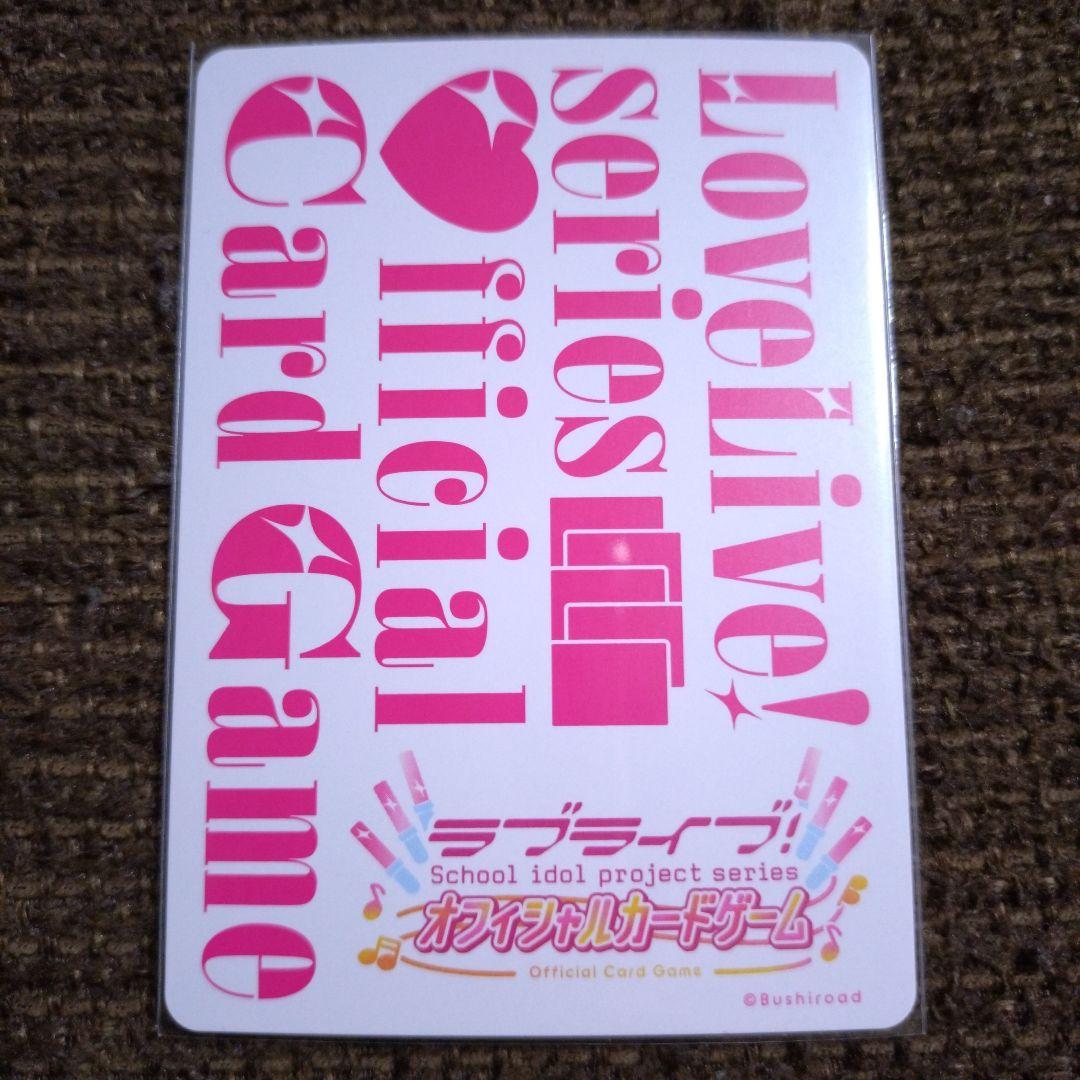 LoveLive!
series
♥fficial
Card Game
ラブライブ!
School idol project series
オフィシャルカードゲーム
Official Card Game
©Bushiroad